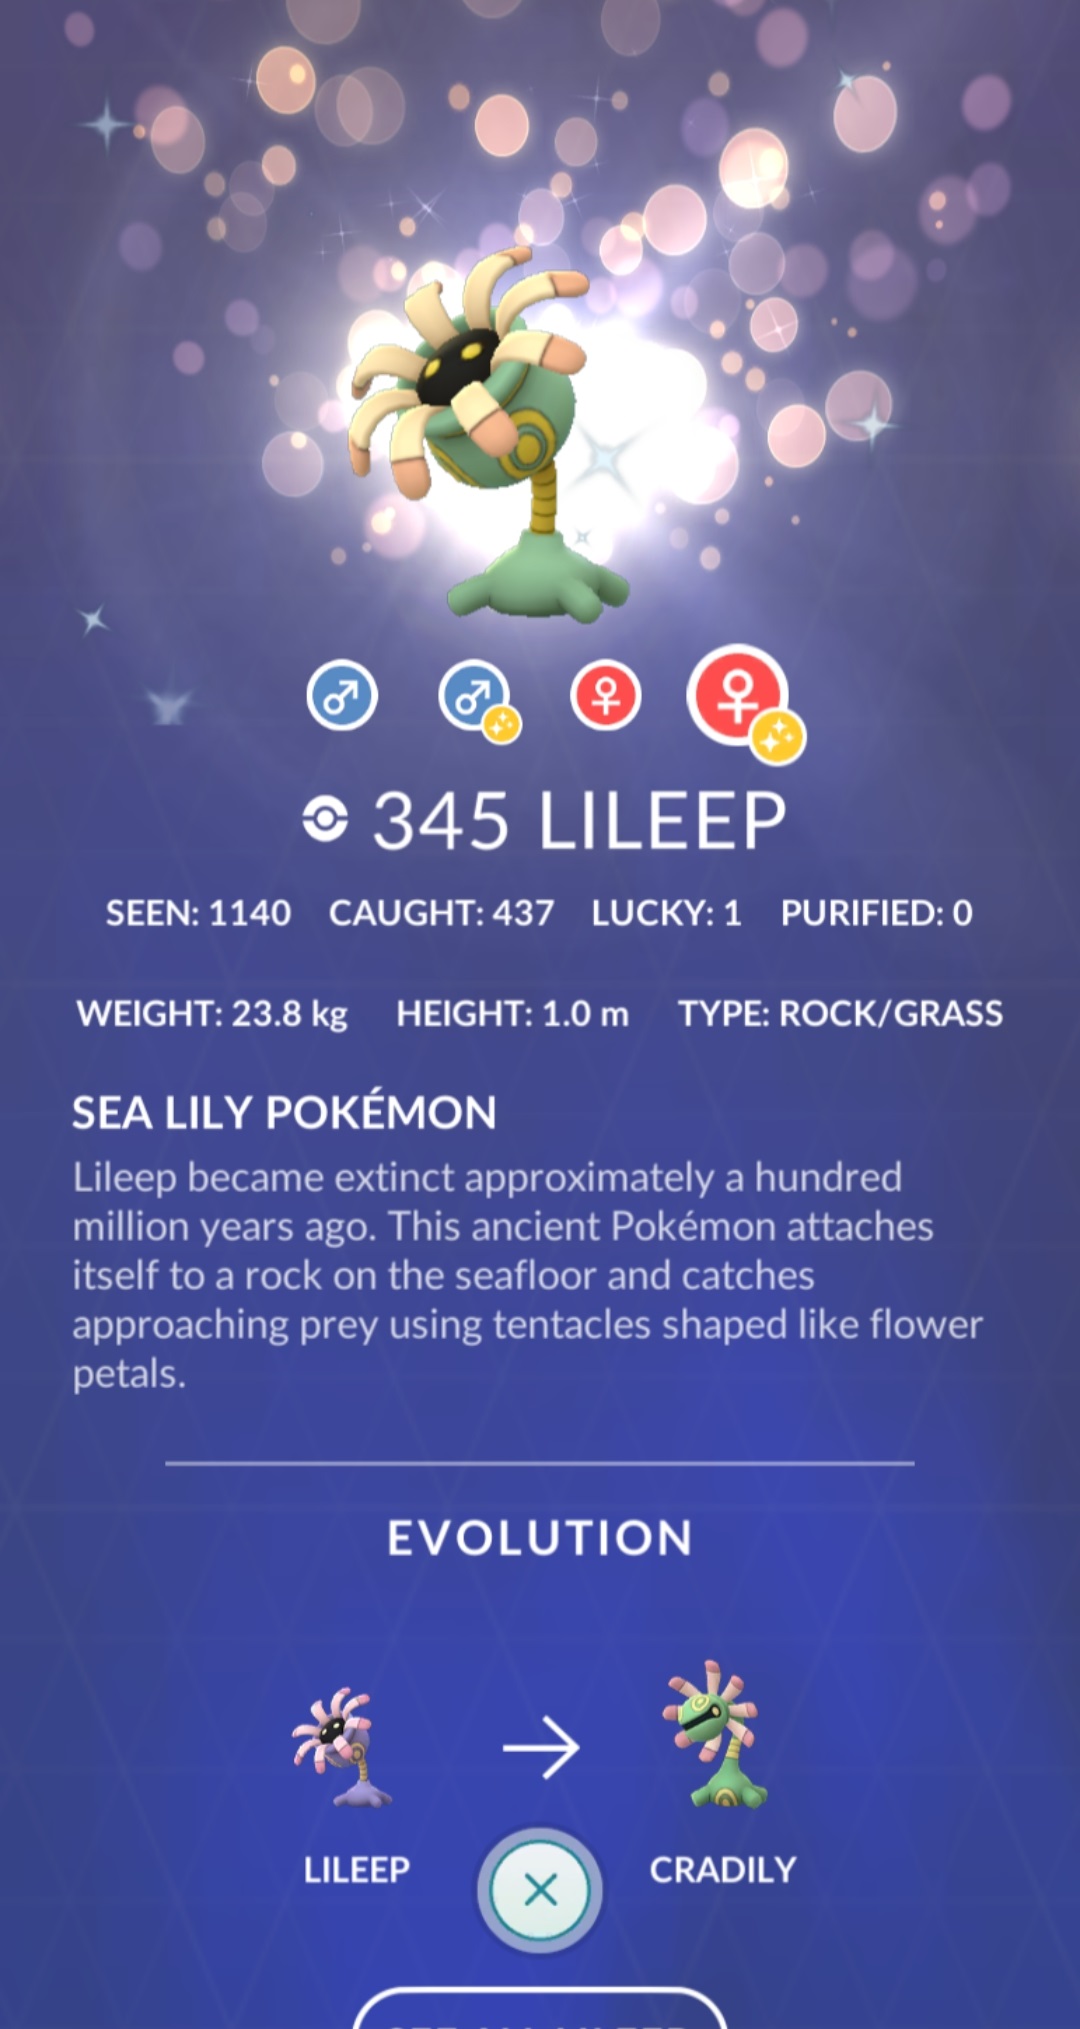 345 LILEEP
SEEN: 1140 CAUGHT: 437 LUCKY: 1 PURIFIED: 0
WEIGHT: 23.8 kg HEIGHT: 1.0 m TYPE: ROCK/GRASS
SEA LILY POKÉMON
Lileep became extinct approximately a hundred
million years ago. This ancient Pokémon attaches
itself to a rock on the seafloor and catches
approaching prey using tentacles shaped like flower
petals.
EVOLUTION
LILEEP CRADILY